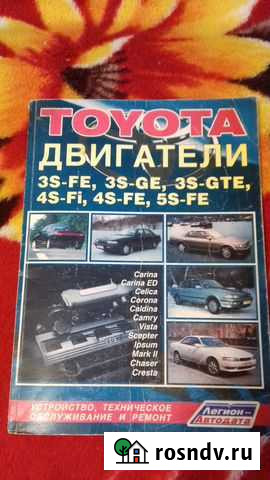 TOYOTA
ДВИГАТЕЛИ
3S-FE, 3S-GE, 3S-GTE,
4S-Fi, 4S-FE, 5S-FE
Carina
Carina ED
Celica
Corona
Caldina
Camry
Vista
Scepter
Ipsum
Mark II
Chaser
Cresta
УСТРОЙСТВО, ТЕХНИЧЕСКОЕ
ОБСЛУЖИВАНИЕ И РЕМОНТ
Легион-
Автодата
rosndv.ru